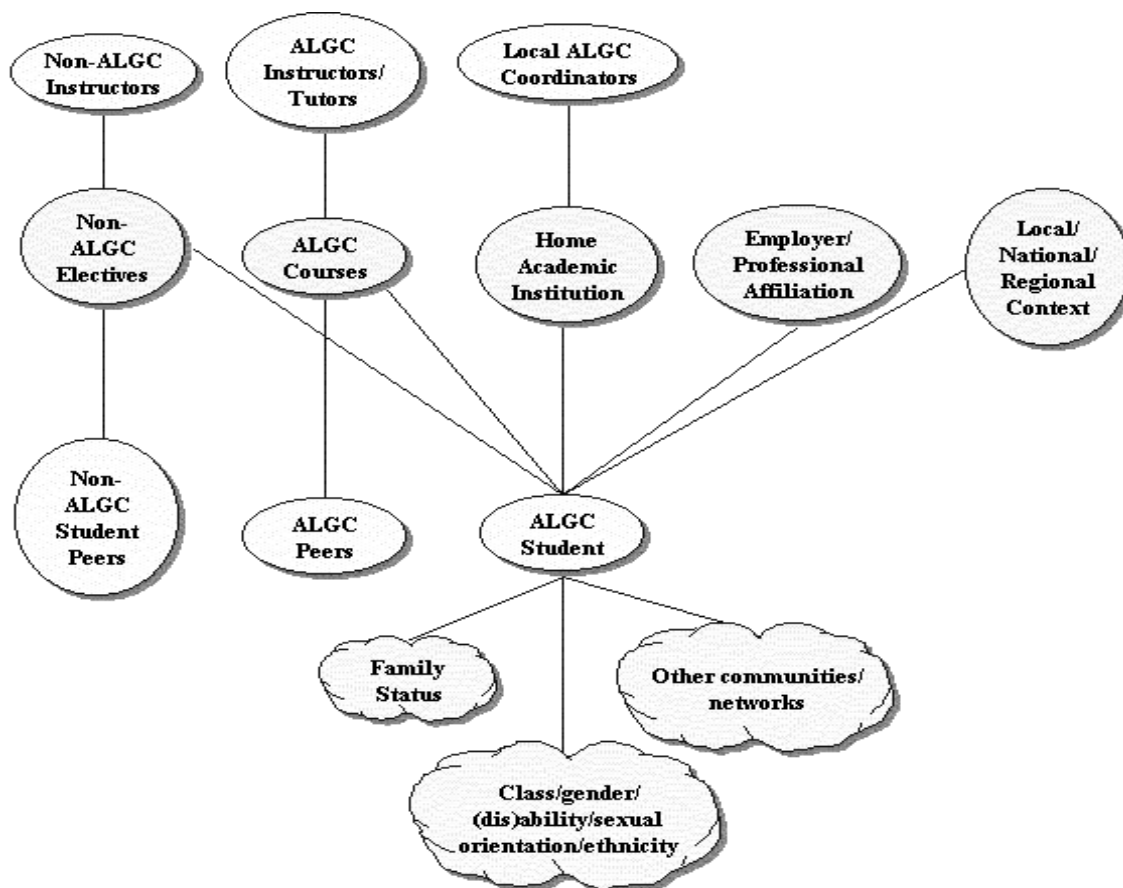 Non-ALGC
Instructors
ALGC
Instructors/
Tutors
Local ALGC
Coordinators
Non-
ALGC
Electives
ALGC
Courses
Home
Academic
Institution
Employer/
Professional
Affiliation
Local/
National/
Regional
Context
Non-
ALGC
Student
Peers
ALGC
Peers
ALGC
Student
Family
Status
Other communities/
networks
Class/gender/
(dis)ability/sexual
orientation/ethnicity